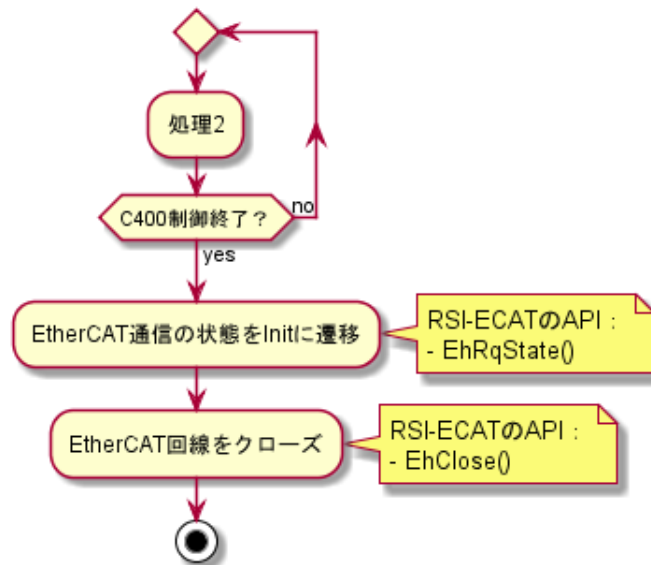 処理2
C400制御終了？
no
yes
EtherCAT通信の状態をInitに遷移
RSI-ECATのAPI：
- EhRqState()
EtherCAT回線をクローズ
RSI-ECATのAPI：
- EhClose()